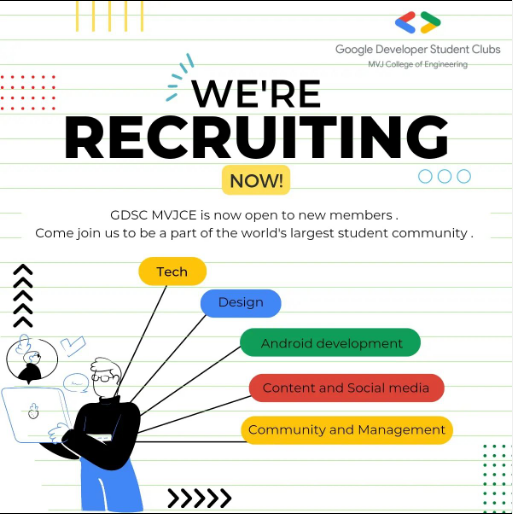 Google Developer Student Clubs
MVJ College of Engineering
WE'RE
RECRUITING
NOW!
GDSC MVJCE is now open to new members .
Come join us to be a part of the world's largest student community .
Tech
Design
Android development
Content and Social media
Community and Management